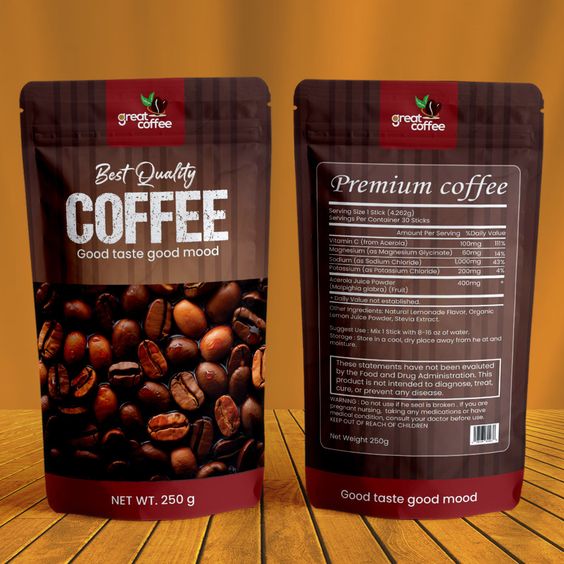 great
coffee
Best Quality
COFFEE
Good taste good mood
NET WT. 250 g
great
coffee
Premium coffee
Serving Size 1 Stick (4.262g)
Servings Per Container 30 Sticks
Amount Per Serving %Daily Value
Vitamin C (from Acerola) 100mg 111%
Magnesium (as Magnesium Glycinate) 60mg 14%
Sodium (as Sodium Chloride) 1,000mg 43%
Potassium (as Potassium Chloride) 200mg 4%
Acerola Juice Powder 400mg *
(Malpighia glabra) (Fruit)
* Daily Value not established.
Other Ingredients: Natural Lemonade Flavor, Organic
Lemon Juice Powder, Stevia Extract.
Suggest Use : Mix 1 Stick with 8-16 oz of water.
Storage : Store in a cool, dry place away from he at and
moisture.
These statements have not been evaluted
by the Food and Drug Administration. This
product is not intended to diagnose, treat,
cure, or prevent any disease.
WARNING : Do not use if he seal is broken . If you are
pregnant nursing, taking any medications or have
medical condition, consult your doctor before use.
KEEP OUT OF REACH OF CHILDREN
Net Weight 250g
Good taste good mood